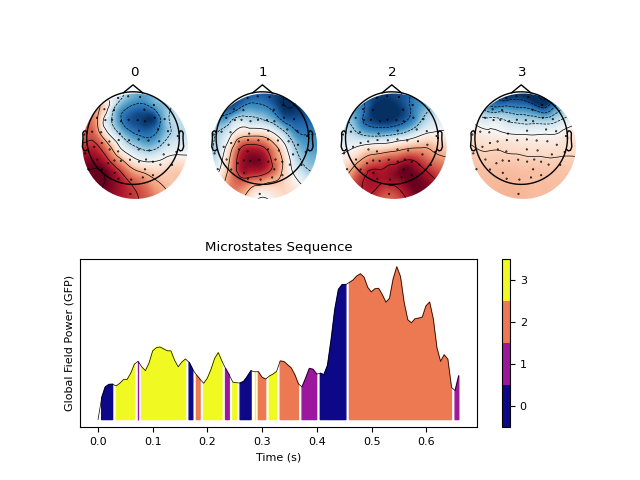 0 1 2 3
Microstates Sequence
Global Field Power (GFP)
3
2
1
0
0.0 0.1 0.2 0.3 0.4 0.5 0.6
Time (s)